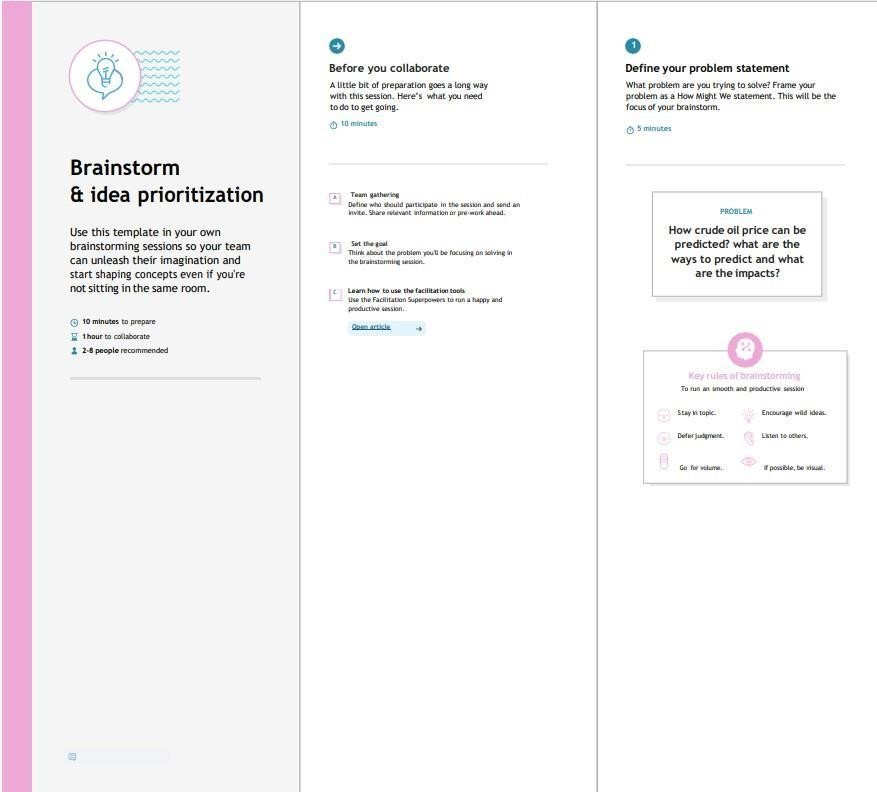 Brainstorm
& idea prioritization
Use this template in your own
brainstorming sessions so your team
can unleash their imagination and
start shaping concepts even if you're
not sitting in the same room.
10 minutes to prepare
1 hour to collaborate
2-8 people recommended
Before you collaborate
A little bit of preparation goes a long way
with this session. Here's what you need
to do to get going.
10 minutes
A
Team gathering
Define who should participate in the session and send an
invite. Share relevant information or pre-work ahead.
B
Set the goal
Think about the problem you'll be focusing on solving in
the brainstorming session.
C
Learn how to use the facilitation tools
Use the Facilitation Superpowers to run a happy and
productive session.
Open article
1
Define your problem statement
What problem are you trying to solve? Frame your
problem as a How Might We statement. This will be the
focus of your brainstorm.
5 minutes
PROBLEM
How crude oil price can be
predicted? what are the
ways to predict and what
are the impacts?
Key rules of brainstorming
To run an smooth and productive session
Stay in topic.
Encourage wild ideas.
Defer judgment.
Listen to others.
Go for volume.
If possible, be visual.